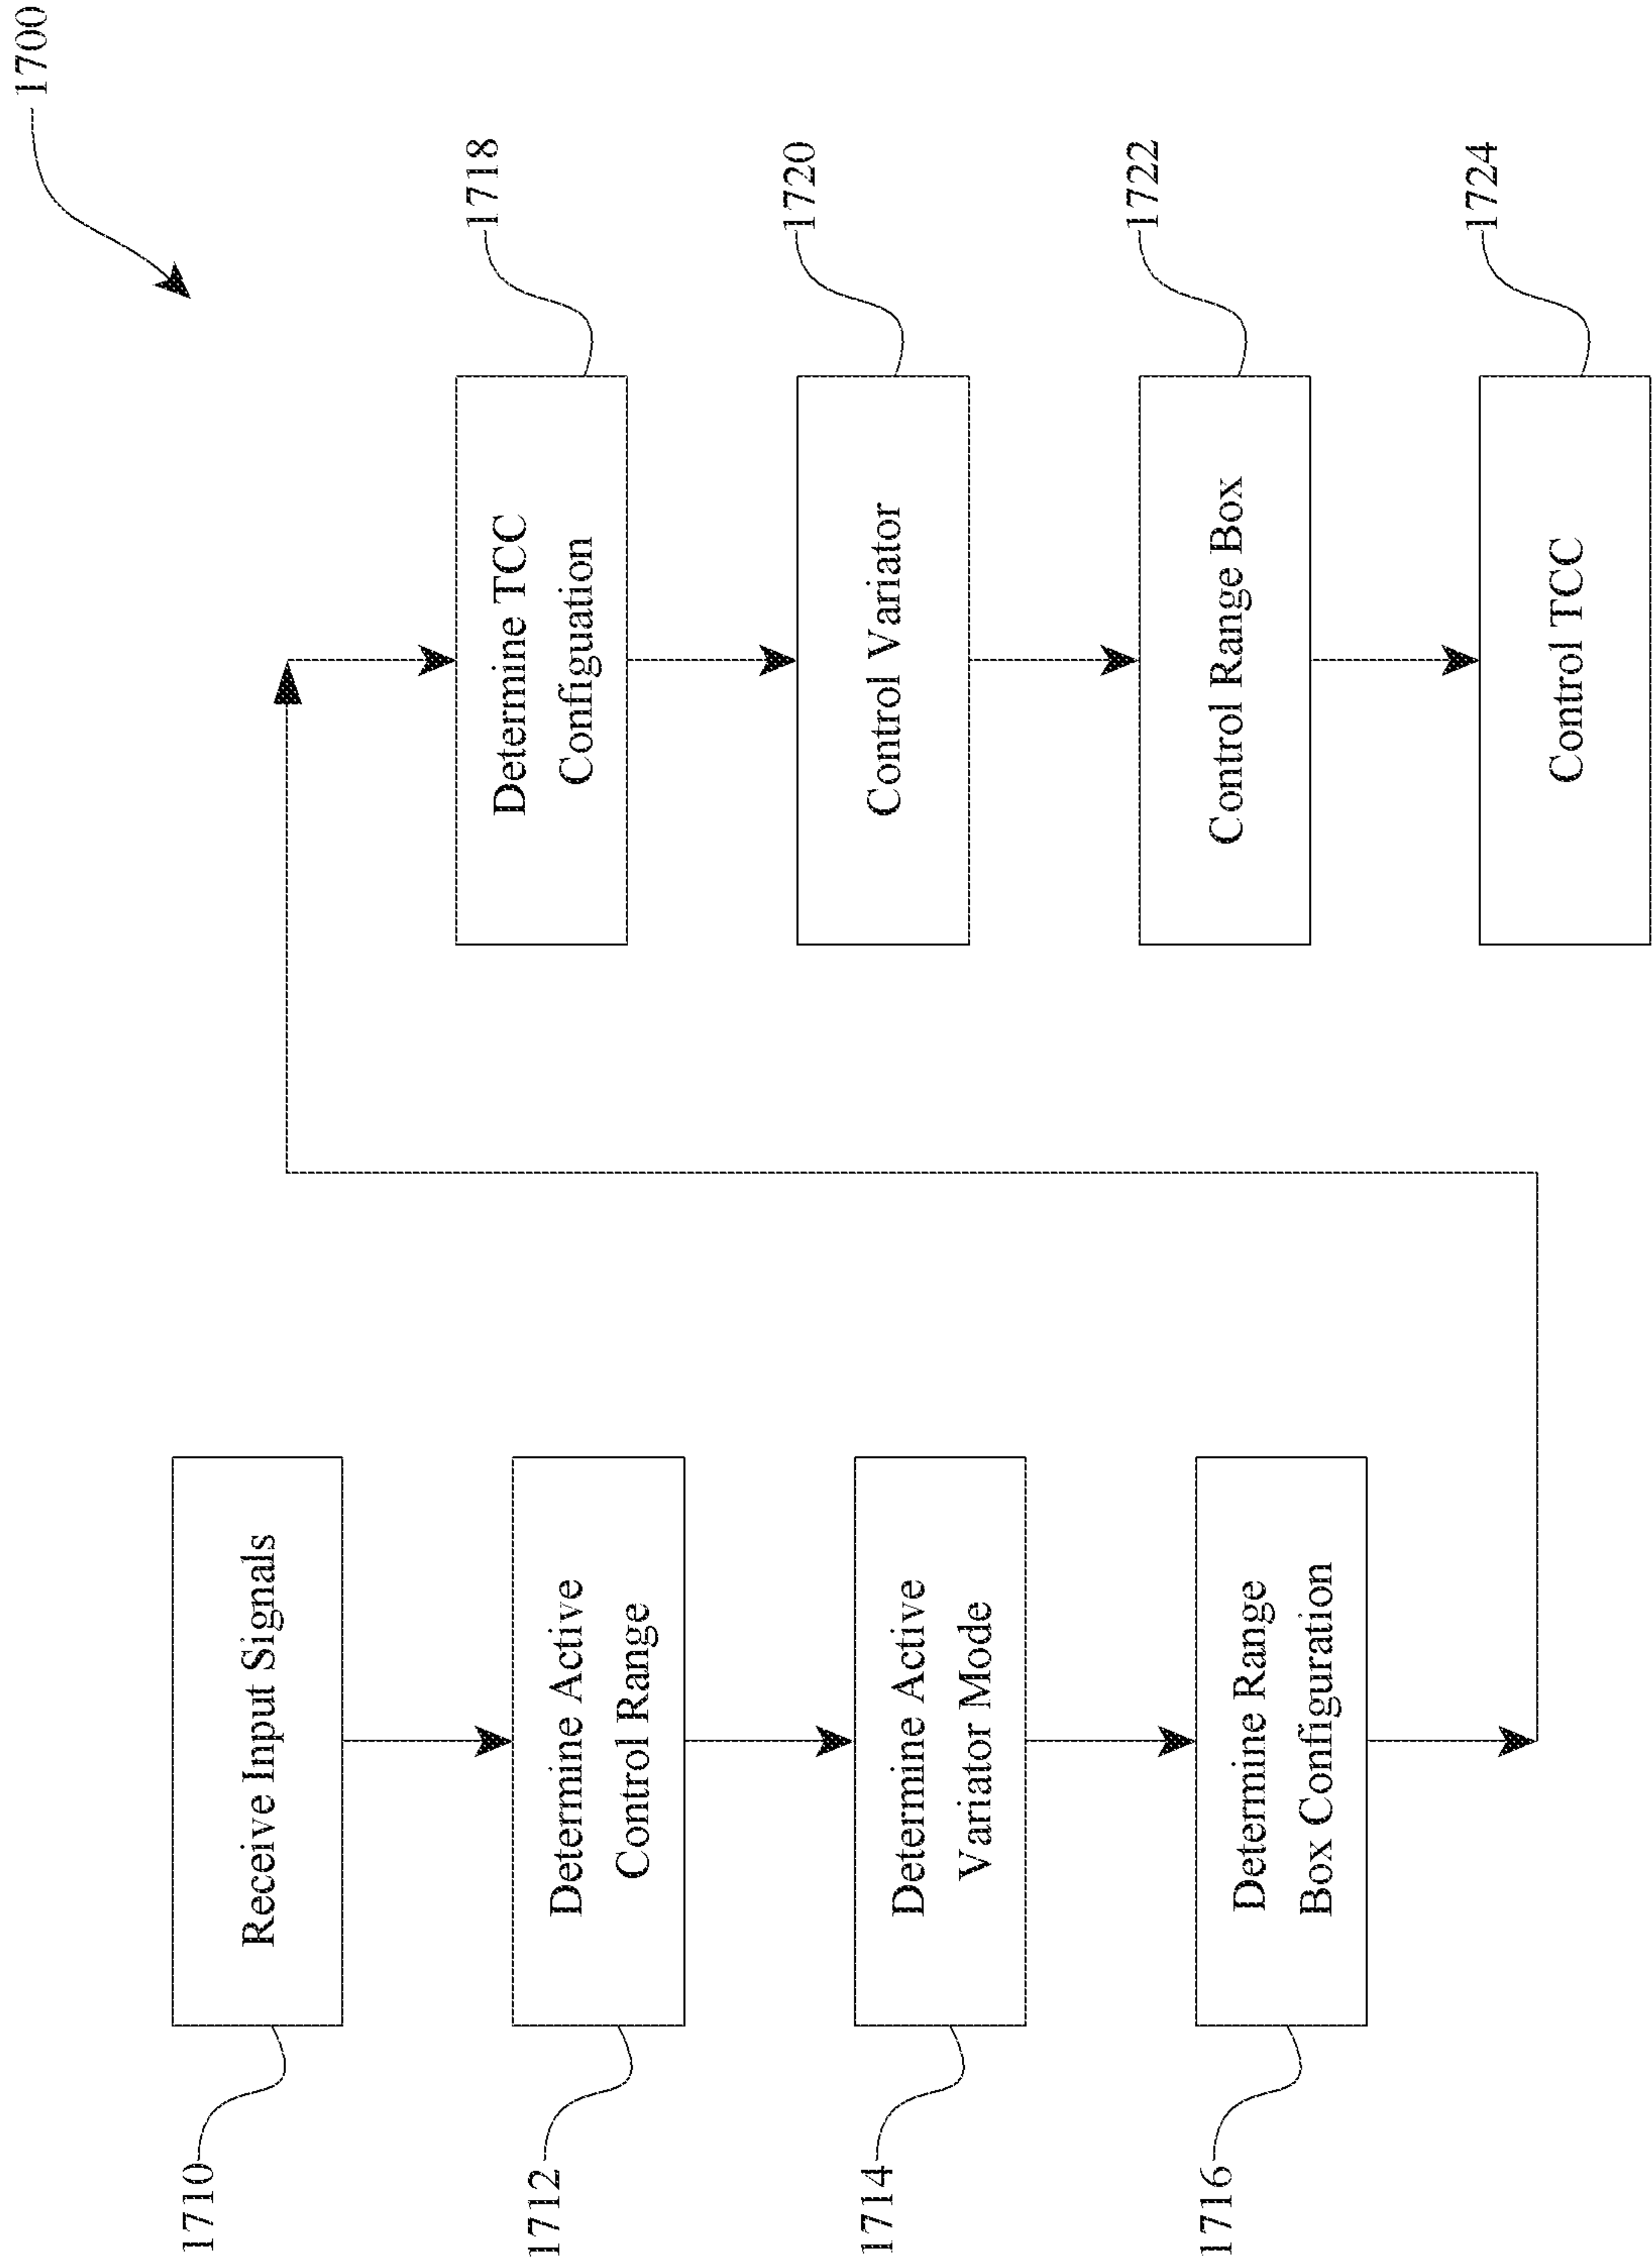 1700
1710
Receive Input Signals
1712
Determine Active
Control Range
1714
Determine Active
Variator Mode
1716
Determine Range
Box Configuration
1718
Determine TCC
Configuation
1720
Control Variator
1722
Control Range Box
1724
Control TCC